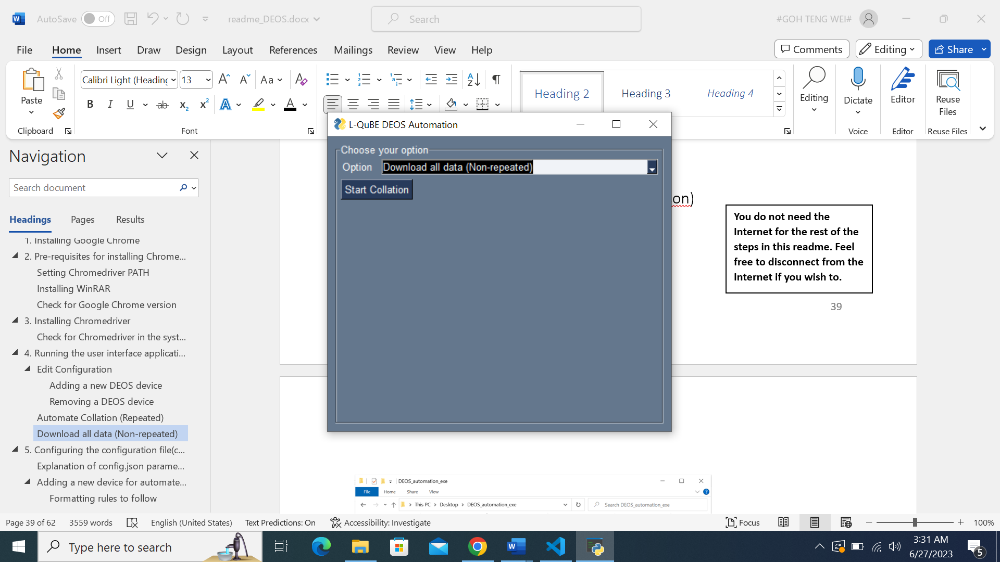 AutoSave Off readme_DEOS.docx Search #GOH TENG WEI#
File Home Insert Draw Design Layout References Mailings Review View Help Comments Editing Share
Paste Calibri Light (Heading 13 Aa Heading 2 Heading 3 Heading 4 Editing Dictate Editor Reuse Files
Clipboard Font Voice Editor Reuse Files
L-QuBE DEOS Automation
Choose your option
Option Download all data (Non-repeated)
Start Collation
Navigation
Search document
Headings Pages Results
1. Installing Google Chrome
2. Pre-requisites for installing Chrome...
Setting Chromedriver PATH
Installing WinRAR
Check for Google Chrome version
3. Installing Chromedriver
Check for Chromedriver in the syst...
4. Running the user interface applicati...
Edit Configuration
Adding a new DEOS device
Removing a DEOS device
Automate Collation (Repeated)
Download all data (Non-repeated)
5. Configuring the configuration file(c...
Explanation of config.json parame...
Adding a new device for automate...
Formatting rules to follow
on)
You do not need the
Internet for the rest of the
steps in this readme. Feel
free to disconnect from the
Internet if you wish to.
39
DEOS_automation_exe
File Home Share View
This PC Desktop DEOS_automation_exe Search DEOS_automation_exe
Page 39 of 62 3559 words English (United States) Text Predictions: On Accessibility: Investigate Focus 100%
Type here to search
3:31 AM
6/27/2023
5